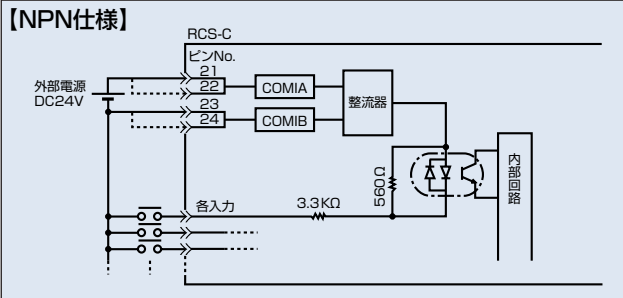 【NPN仕様】
RCS-C
ピンNo.
21
22
23
24
外部電源
DC24V
COMIA
COMIB
整流器
560Ω
内部回路
各入力
3.3KΩ